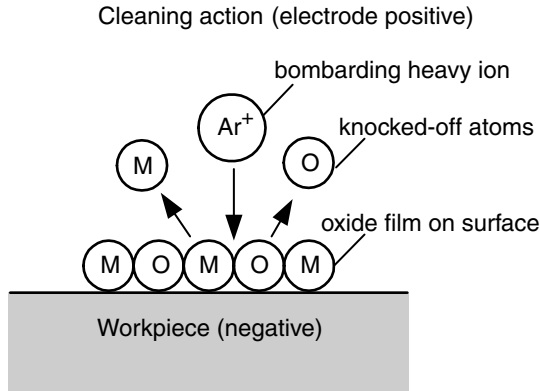 Cleaning action (electrode positive)
bombarding heavy ion
Ar+
knocked-off atoms
M
O
oxide film on surface
M O M O M
Workpiece (negative)